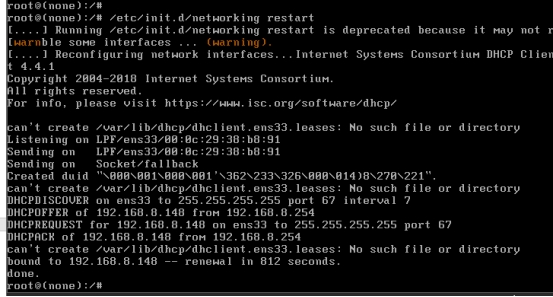 root@(none):/#
root@(none):/# /etc/init.d/networking restart
[....] Running /etc/init.d/networking restart is deprecated because it may not r
[warnble some interfaces ... (warning).
[....] Reconfiguring network interfaces...Internet Systems Consortium DHCP Clien
t 4.4.1
Copyright 2004-2018 Internet Systems Consortium.
All rights reserved.
For info, please visit https://www.isc.org/software/dhcp/

can't create /var/lib/dhcp/dhclient.ens33.leases: No such file or directory
Listening on LPF/ens33/00:0c:29:38:b8:91
Sending on   LPF/ens33/00:0c:29:38:b8:91
Sending on   Socket/fallback
Created duid "\000\001\000\001'\362\233\326\000\014)8\270\221".
can't create /var/lib/dhcp/dhclient.ens33.leases: No such file or directory
DHCPDISCOVER on ens33 to 255.255.255.255 port 67 interval 7
DHCPOFFER of 192.168.8.148 from 192.168.8.254
DHCPREQUEST for 192.168.8.148 on ens33 to 255.255.255.255 port 67
DHCPACK of 192.168.8.148 from 192.168.8.254
can't create /var/lib/dhcp/dhclient.ens33.leases: No such file or directory
bound to 192.168.8.148 -- renewal in 812 seconds.
done.
root@(none):/#